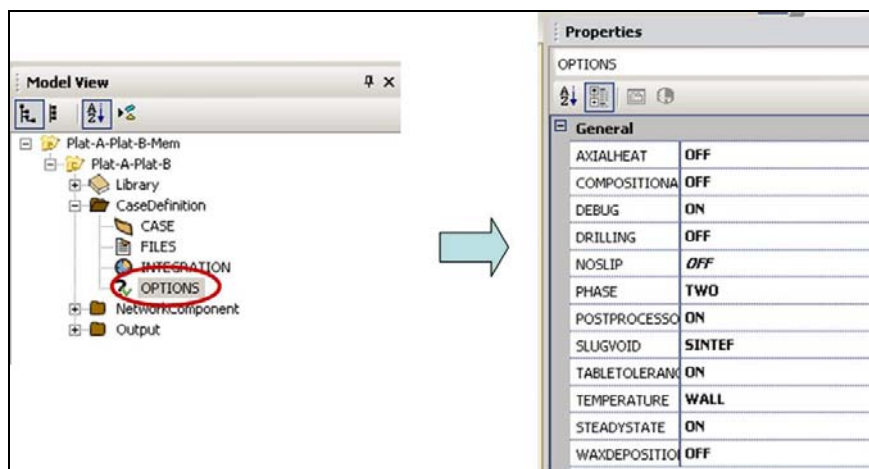 Model View
Plat-A-Plat-B-Mem
Plat-A-Plat-B
Library
CaseDefinition
CASE
FILES
INTEGRATION
OPTIONS
NetworkComponent
Output
Properties
OPTIONS
General
AXIALHEAT OFF
COMPOSITIONA OFF
DEBUG ON
DRILLING OFF
NOSLIP OFF
PHASE TWO
POSTPROCESSO ON
SLUGVOID SINTEF
TABLETOLERANC ON
TEMPERATURE WALL
STEADYSTATE ON
WAXDEPOSITIO OFF